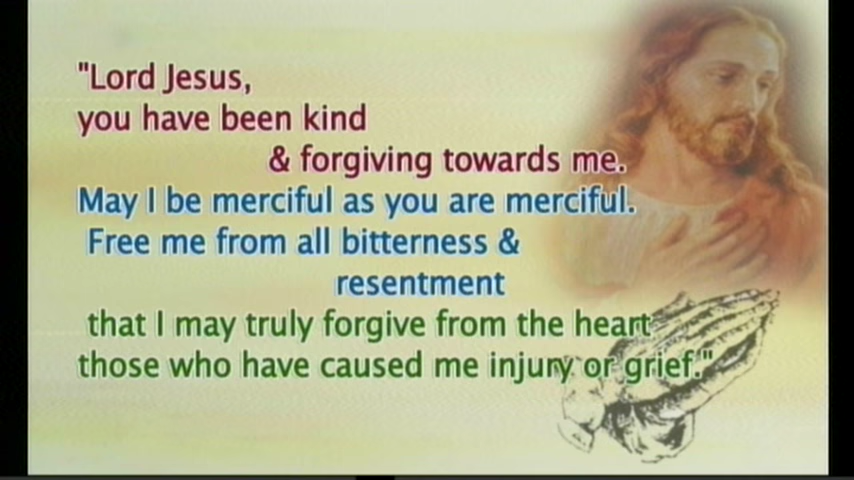 "Lord Jesus,
you have been kind
& forgiving towards me.
May I be merciful as you are merciful.
Free me from all bitterness &
resentment
that I may truly forgive from the heart
those who have caused me injury or grief."